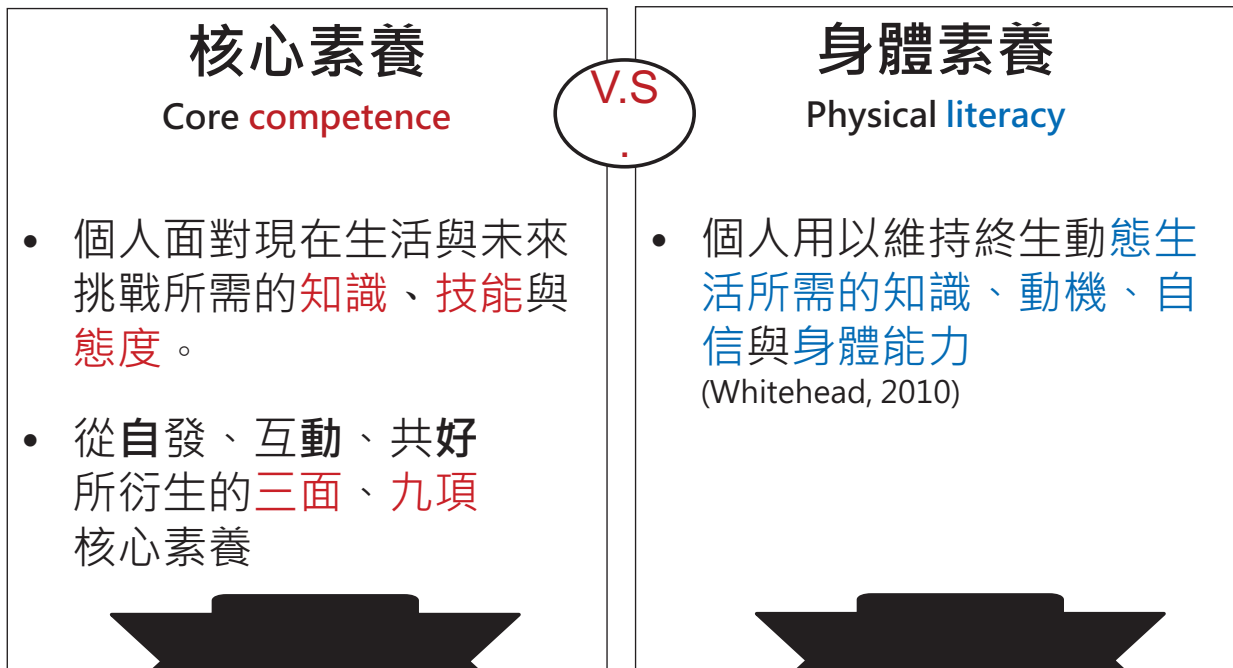 核心素養
Core competence
• 個人面對現在生活與未來
挑戰所需的知識、技能與
態度。
• 從自發、互動、共好
所衍生的三面、九項
核心素養
V.S
.
身體素養
Physical literacy
• 個人用以維持終生動態生
活所需的知識、動機、自
信與身體能力
(Whitehead, 2010)